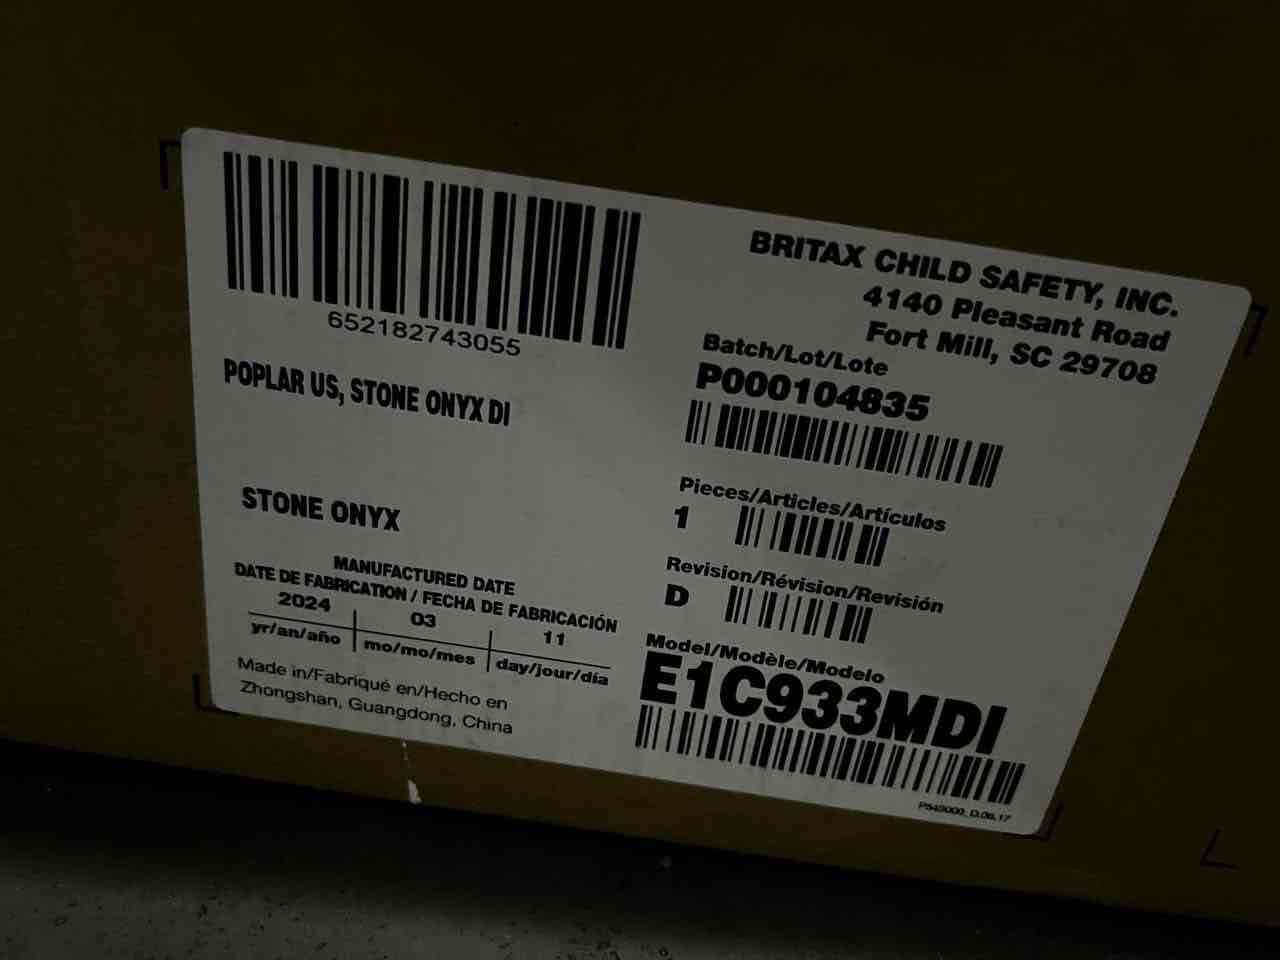 652182743055
POPLAR US, STONE ONYX DI
STONE ONYX
MANUFACTURED DATE
DATE DE FABRICATION / FECHA DE FABRICACIÓN
2024 03 11
yr/an/año mo/mo/mes day/jour/día
Made in/Fabriqué en/Hecho en
Zhongshan, Guangdong, China
BRITAX CHILD SAFETY, INC.
4140 Pleasant Road
Fort Mill, SC 29708
Batch/Lot/Lote
P000104835
Pieces/Articles/Artículos
1
Revision/Révision/Revisión
D
Model/Modèle/Modelo
E1C933MDI